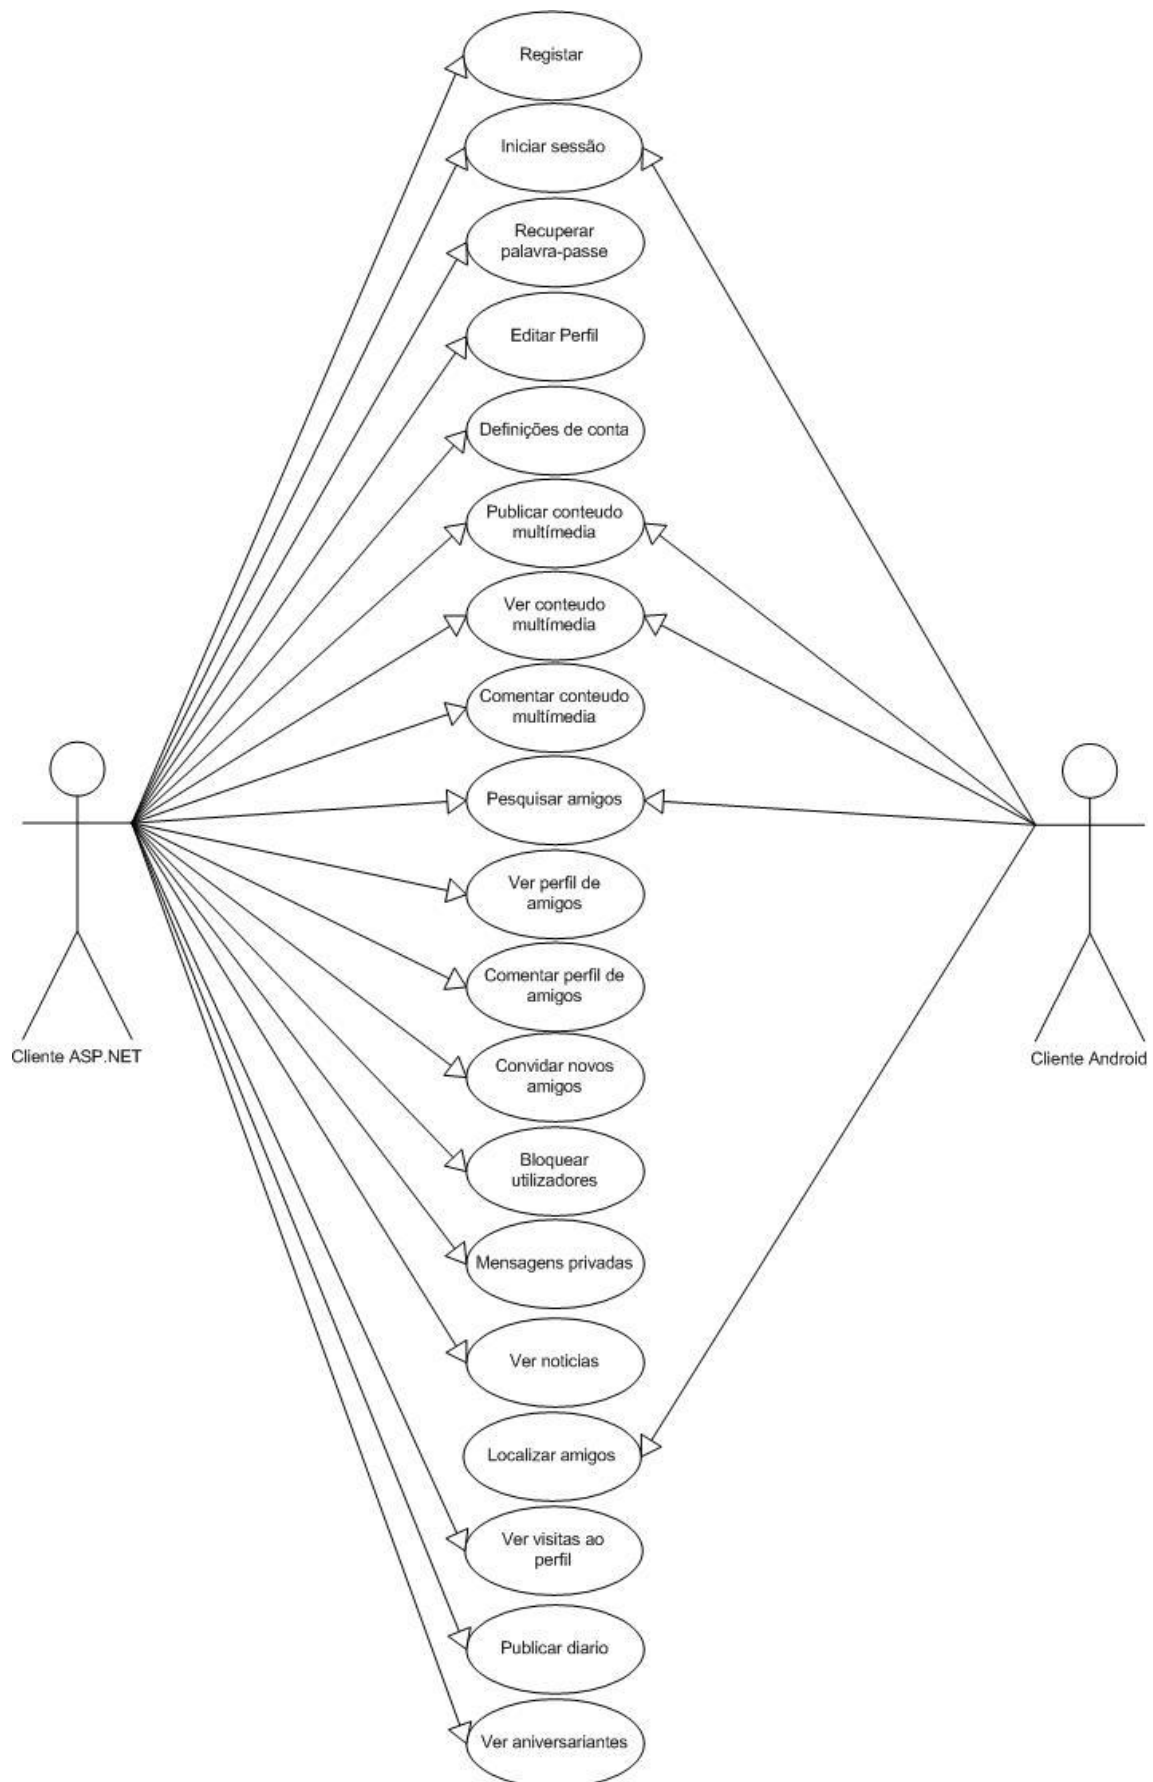 Registar
Iniciar sessão
Recuperar
palavra-passe
Editar Perfil
Definições de conta
Publicar conteudo
multímedia
Ver conteudo
multímedia
Comentar conteudo
multímedia
Pesquisar amigos
Ver perfil de
amigos
Comentar perfil de
amigos
Cliente ASP.NET
Cliente Android
Convidar novos
amigos
Bloquear
utilizadores
Mensagens privadas
Ver noticias
Localizar amigos
Ver visitas ao
perfil
Publicar diario
Ver aniversariantes